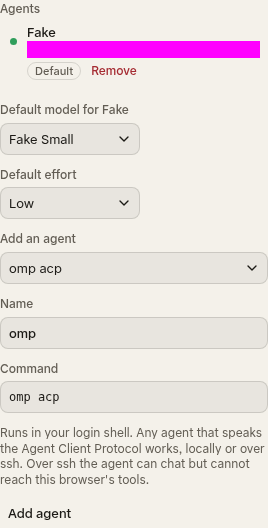 Agents
Fake
Default Remove
Default model for Fake
Fake Small
Default effort
Low
Add an agent
omp acp
Name
omp
Command
omp acp
Runs in your login shell. Any agent that speaks
the Agent Client Protocol works, locally or over
ssh. Over ssh the agent can chat but cannot
reach this browser's tools.
Add agent